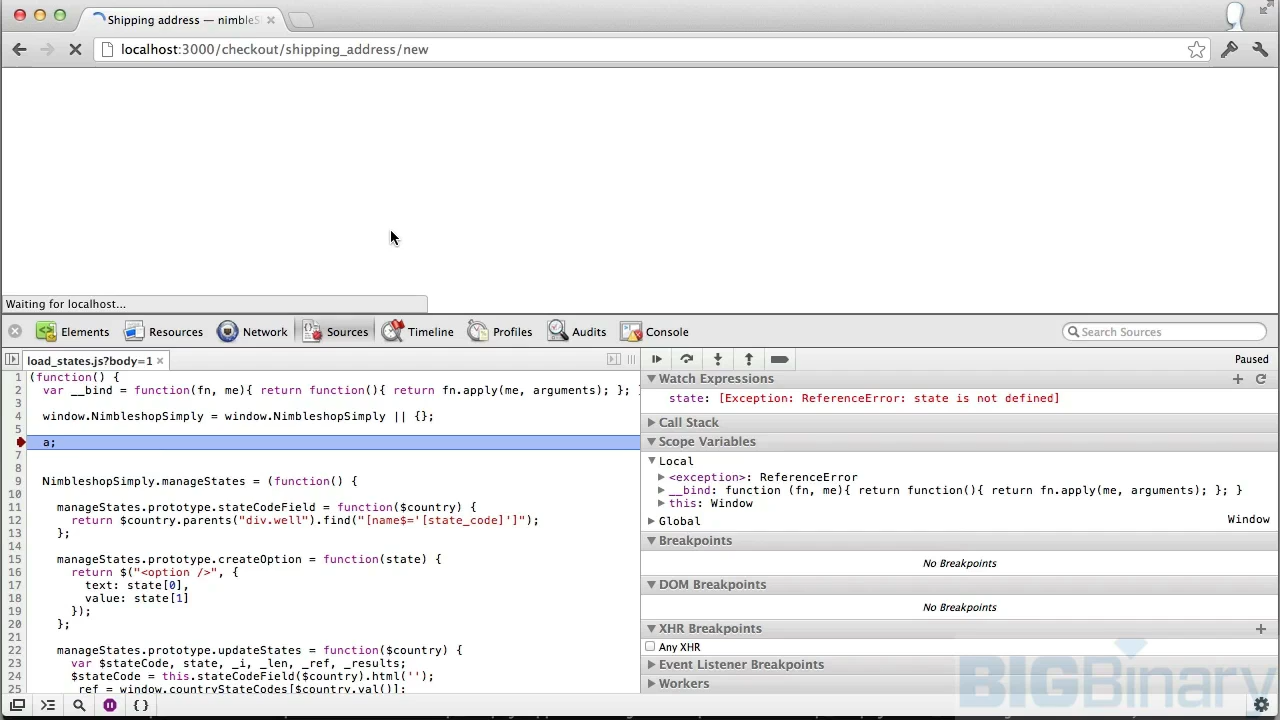 Shipping address — nimbleS
localhost:3000/checkout/shipping_address/new
Waiting for localhost...
Elements Resources Network Sources Timeline Profiles Audits Console Search Sources
load_states.js?body=1
Paused
1 (function() {
2 var __bind = function(fn, me){ return function(){ return fn.apply(me, arguments); }; }
3
4 window.NimbleshopSimply = window.NimbleshopSimply || {};
5
a;
7
8
9 NimbleshopSimply.manageStates = (function() {
10
11 manageStates.prototype.stateCodeField = function($country) {
12 return $country.parents("div.well").find("[name$='[state_code]']");
13 };
14
15 manageStates.prototype.createOption = function(state) {
16 return $("<option />", {
17 text: state[0],
18 value: state[1]
19 });
20 };
21
22 manageStates.prototype.updateStates = function($country) {
23 var $stateCode, state, _i, _len, _ref, _results;
24 $stateCode = this.stateCodeField($country).html('');
25 _ref = window.countryStateCodes[$country.val()];
Watch Expressions
state: [Exception: ReferenceError: state is not defined]
Call Stack
Scope Variables
Local
<exception>: ReferenceError
__bind: function (fn, me){ return function(){ return fn.apply(me, arguments); }; }
this: Window
Global Window
Breakpoints
No Breakpoints
DOM Breakpoints
No Breakpoints
XHR Breakpoints
Any XHR
Event Listener Breakpoints
Workers
BIGBinary